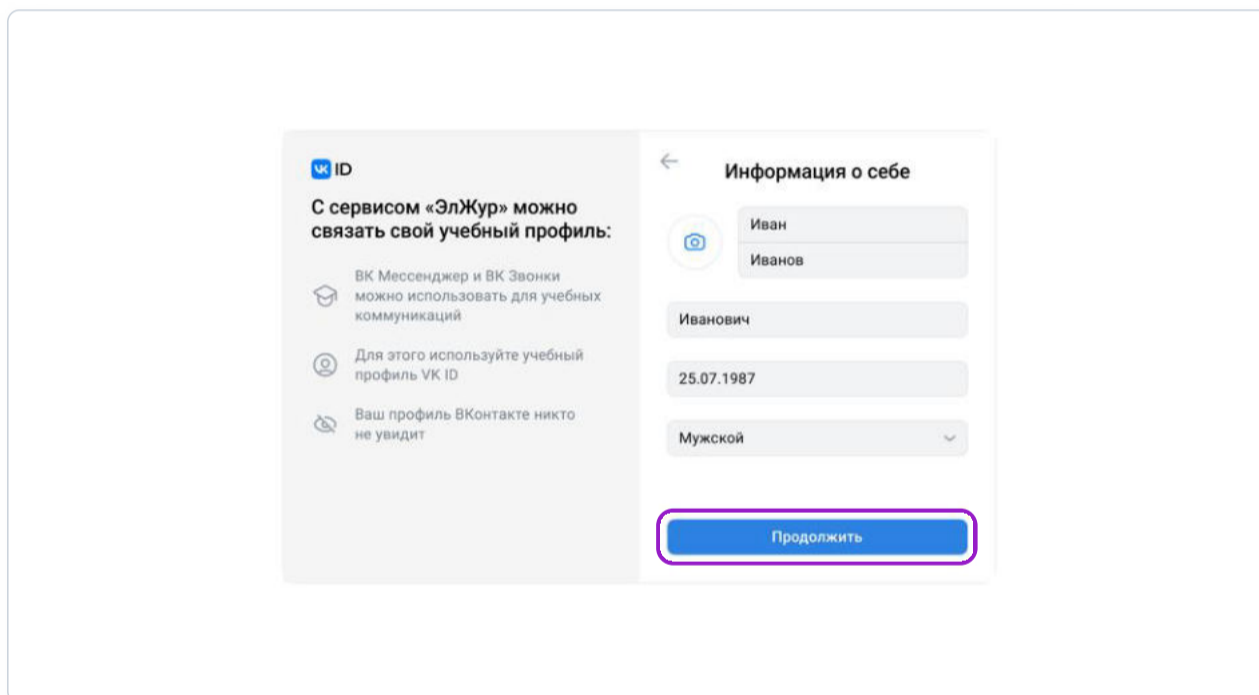 VK ID
С сервисом «ЭлЖур» можно
связать свой учебный профиль:
ВК Мессенджер и ВК Звонки
можно использовать для учебных
коммуникаций
Для этого используйте учебный
профиль VK ID
Ваш профиль ВКонтакте никто
не увидит
Информация о себе
Иван
Иванов
Иванович
25.07.1987
Мужской
Продолжить